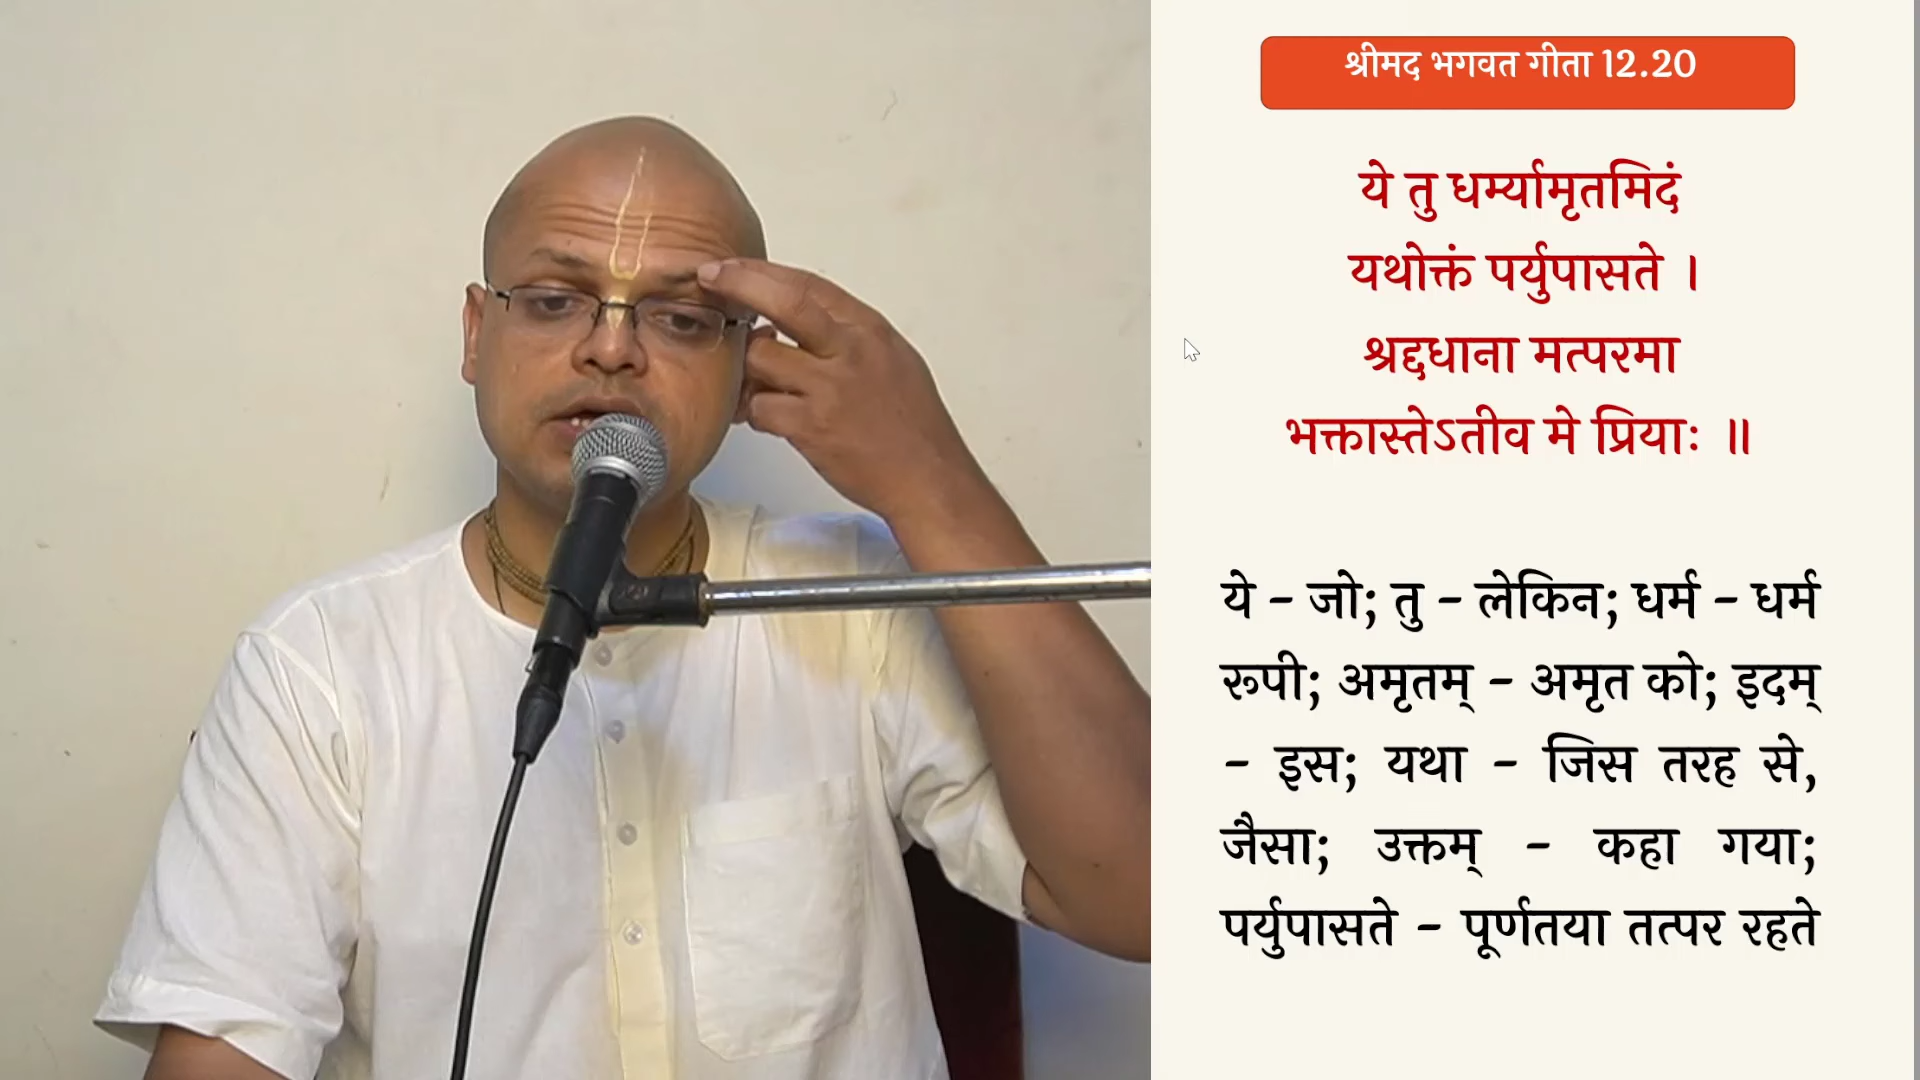 श्रीमद भगवत गीता 12.20
ये तु धर्म्यामृतमिदं
यथोक्तं पर्युपासते ।
श्रद्दधाना मत्परमा
भक्तास्तेऽतीव मे प्रियाः ॥
ये – जो; तु – लेकिन; धर्म – धर्म
रूपी; अमृतम् – अमृत को; इदम्
– इस; यथा – जिस तरह से,
जैसा; उक्तम् – कहा गया;
पर्युपासते – पूर्णतया तत्पर रहते